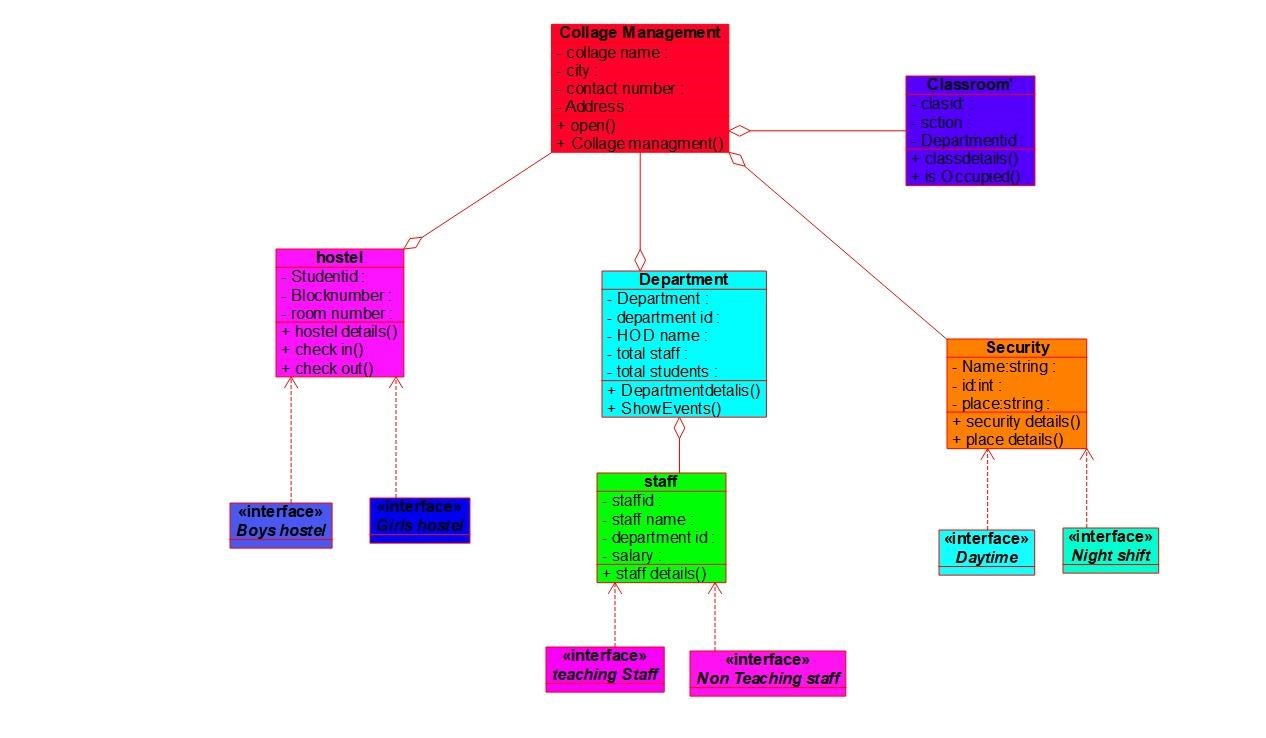 Collage Management
- collage name :
- city :
- contact number :
- Address :
+ open()
+ Collage managment()
Classroom'
- clasid: :
- sction :
- Departmentid :
+ classdetails()
+ is Occupied()
hostel
- Studentid :
- Blocknumber :
- room number :
+ hostel details()
+ check in()
+ check out()
Department
- Department :
- department id :
- HOD name :
- total staff :
- total students :
+ Departmentdetalis()
+ ShowEvents()
Security
- Name:string :
- id:int :
- place:string :
+ security details()
+ place details()
staff
- staffid :
- staff name :
- department id :
- salary :
+ staff details()
«interface»
Boys hostel
«interface»
Girls hostel
«interface»
Daytime
«interface»
Night shift
«interface»
teaching Staff
«interface»
Non Teaching staff